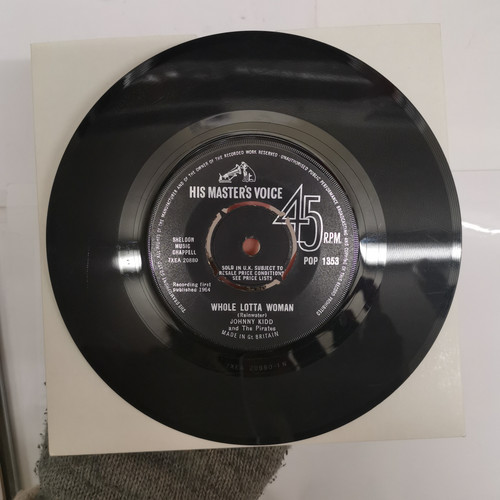 ALL RIGHTS OF THE MANUFACTURER AND OF THE OWNER OF THE RECORDED WORK RESERVED · UNAUTHORISED PUBLIC PERFORMANCE BROADCASTING AND COPYING OF THIS RECORD PROHIBITED
HIS MASTER'S VOICE
45
R.P.M.
SHELDON
MUSIC
CHAPPELL
7XEA 20880
POP 1353
SOLD IN U.K. SUBJECT TO
RESALE PRICE CONDITIONS
SEE PRICE LISTS
Recording first
published 1964
WHOLE LOTTA WOMAN
(Rainwater)
JOHNNY KIDD
and The Pirates
MADE IN GT. BRITAIN